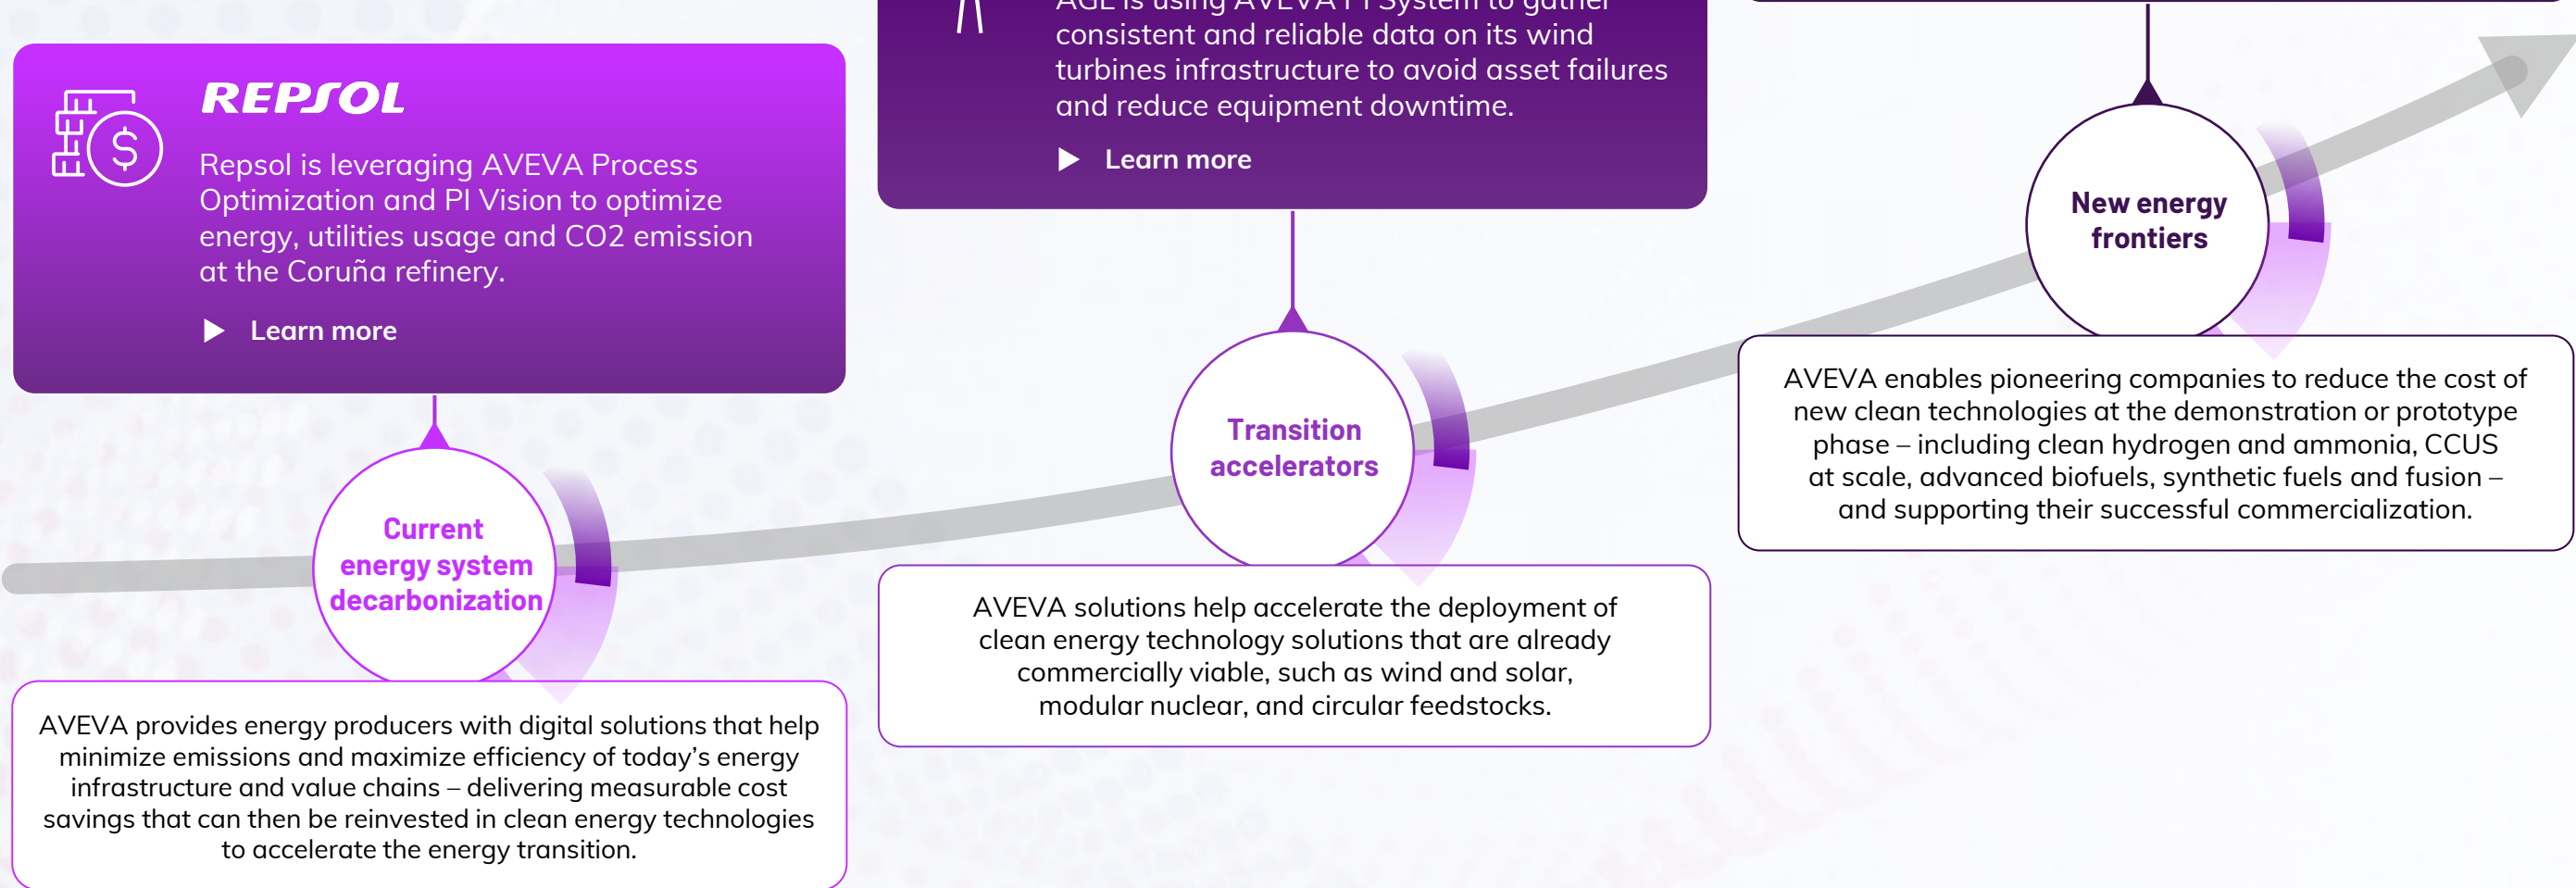 REPSOL
Repsol is leveraging AVEVA Process
Optimization and PI Vision to optimize
energy, utilities usage and CO2 emission
at the Coruña refinery.
Learn more
Current
energy system
decarbonization
AVEVA provides energy producers with digital solutions that help
minimize emissions and maximize efficiency of today’s energy
infrastructure and value chains – delivering measurable cost
savings that can then be reinvested in clean energy technologies
to accelerate the energy transition.
AGL is using AVEVA PI System to gather
consistent and reliable data on its wind
turbines infrastructure to avoid asset failures
and reduce equipment downtime.
Learn more
Transition
accelerators
AVEVA solutions help accelerate the deployment of
clean energy technology solutions that are already
commercially viable, such as wind and solar,
modular nuclear, and circular feedstocks.
New energy
frontiers
AVEVA enables pioneering companies to reduce the cost of
new clean technologies at the demonstration or prototype
phase – including clean hydrogen and ammonia, CCUS
at scale, advanced biofuels, synthetic fuels and fusion –
and supporting their successful commercialization.